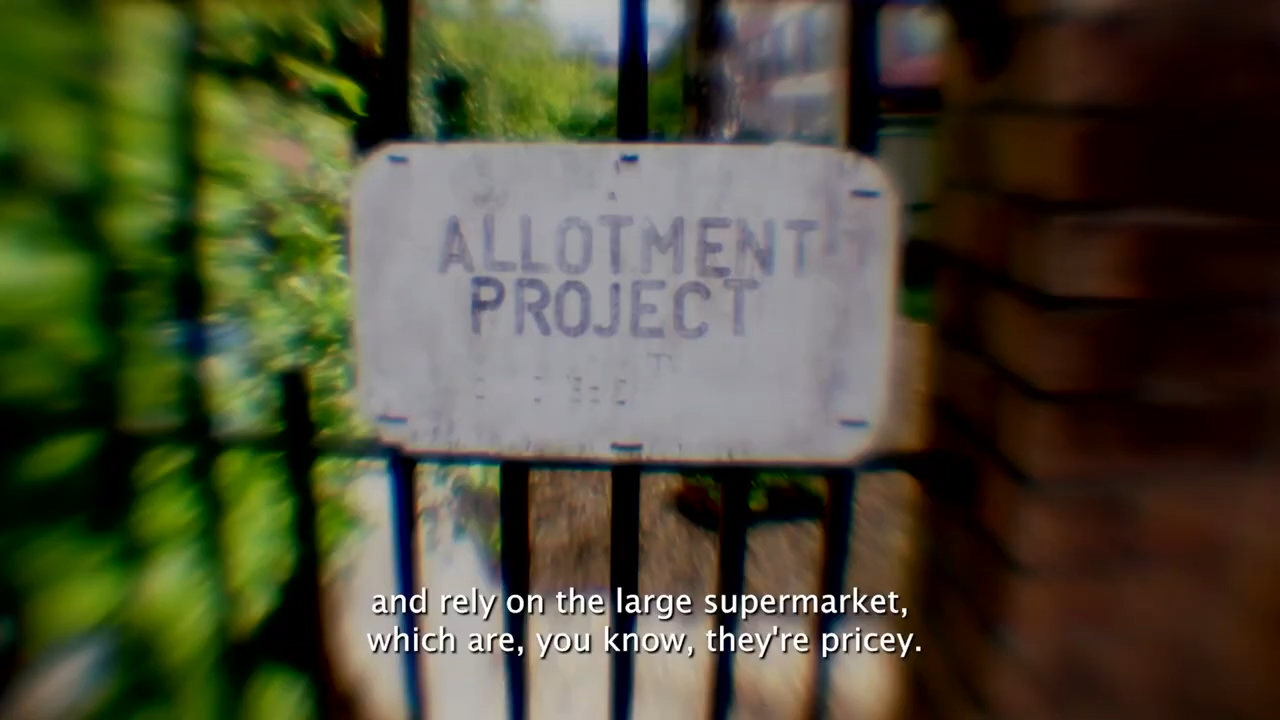 ALLOTMENT
PROJECT
and rely on the large supermarket,
which are, you know, they're pricey.